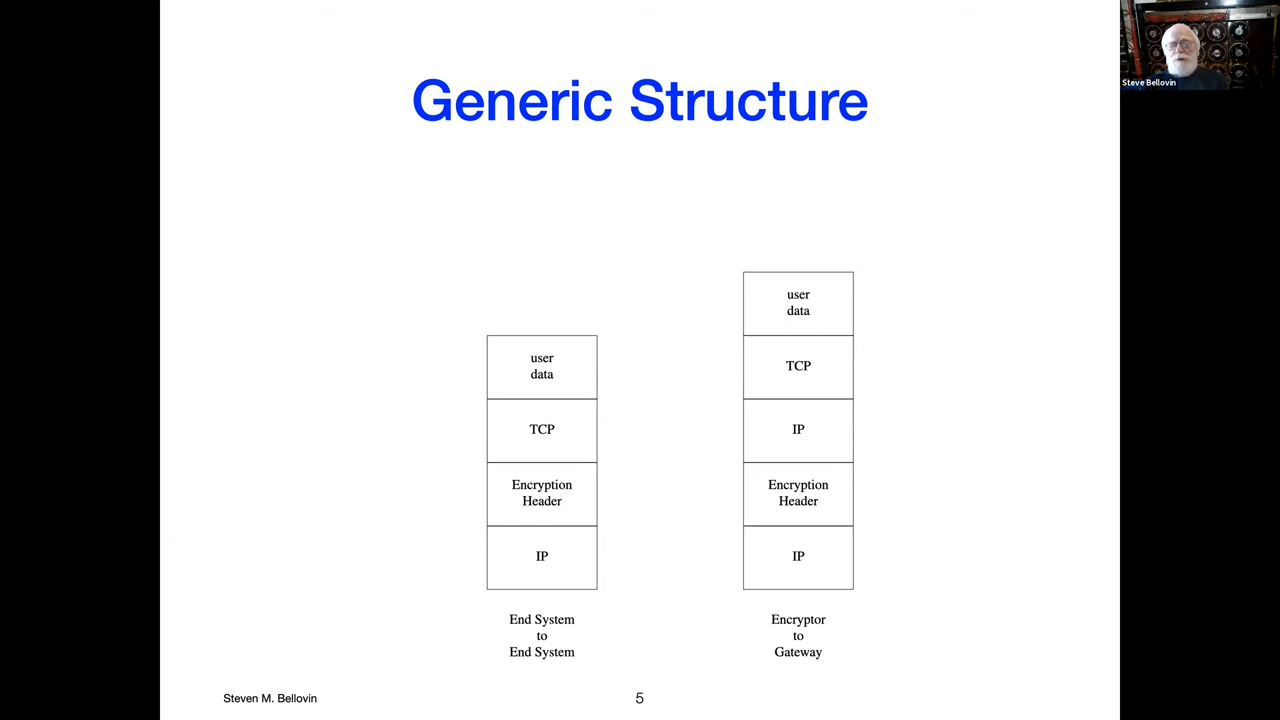 Generic Structure
Steve Bellovin
user
data
TCP
Encryption
Header
IP
End System
to
End System
user
data
TCP
IP
Encryption
Header
IP
Encryptor
to
Gateway
Steven M. Bellovin
5